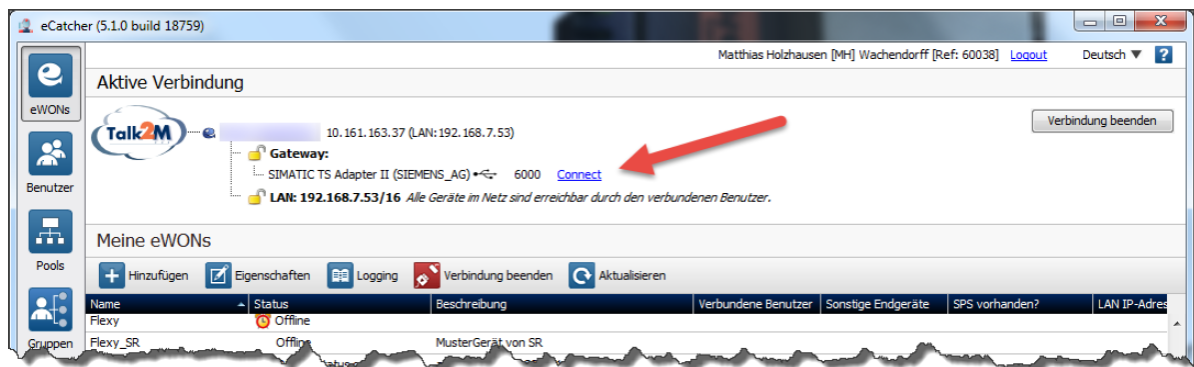 eCatcher (5.1.0 build 18759)
Matthias Holzhausen [MH] Wachendorff [Ref: 60038] Logout Deutsch ▼ ?
Aktive Verbindung
eWONs
Talk2M 10.161.163.37 (LAN:192.168.7.53) Verbindung beenden
Gateway:
SIMATIC TS Adapter II (SIEMENS_AG) 6000 Connect
Benutzer
LAN: 192.168.7.53/16 Alle Geräte im Netz sind erreichbar durch den verbundenen Benutzer.
Meine eWONs
Pools
Hinzufügen Eigenschaften Logging Verbindung beenden Aktualisieren
Name Status Beschreibung Verbundene Benutzer Sonstige Endgeräte SPS vorhanden? LAN IP-Adres
Flexy Offline
Gruppen
Flexy_SR Offline MusterGerät von SR